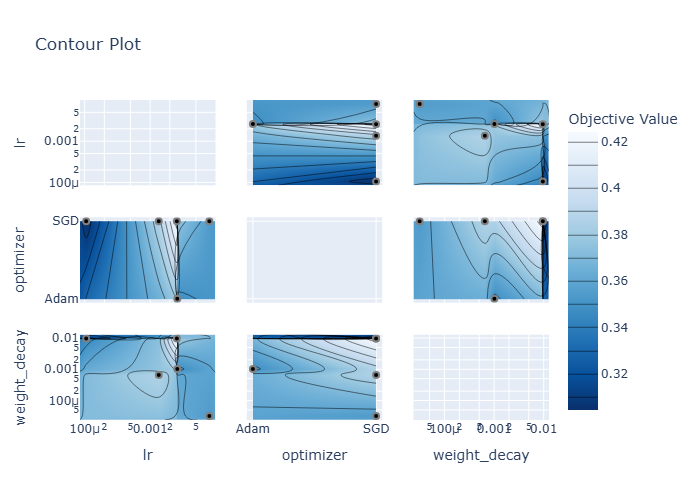 Contour Plot
Objective Value
lr
5
2
0.001
5
2
100μ
0.42
0.4
0.38
0.36
0.34
0.32
optimizer
SGD
Adam
weight_decay
0.01
5
2
0.001
5
2
100μ
5
100μ 2 5 0.001 2
Adam SGD
5 100μ 2 5 0.001 2 5 0.01
lr optimizer weight_decay